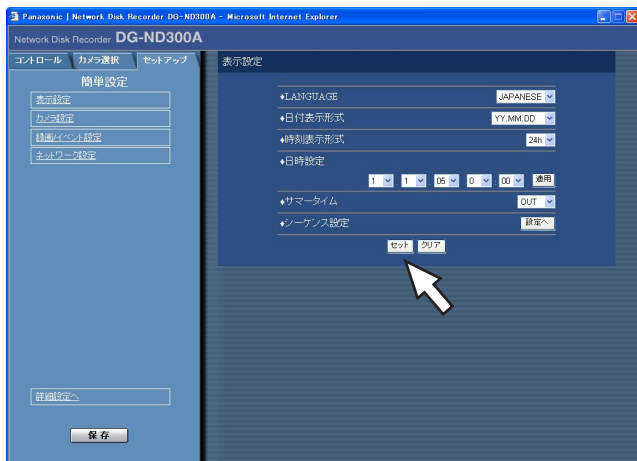 Panasonic | Network Disk Recorder DG-ND300A - Microsoft Internet Explorer
Network Disk Recorder DG-ND300A
コントロール カメラ選択 セットアップ
簡単設定
表示設定
カメラ設定
録画/イベント設定
ネットワーク設定
詳細設定へ
保存
表示設定
♦LANGUAGE JAPANESE
♦日付表示形式 YY.MM.DD
♦時刻表示形式 24h
♦日時設定
1 . 1 . 05 0 : 00 適用
♦サマータイム OUT
♦シーケンス設定 設定へ
セット クリア